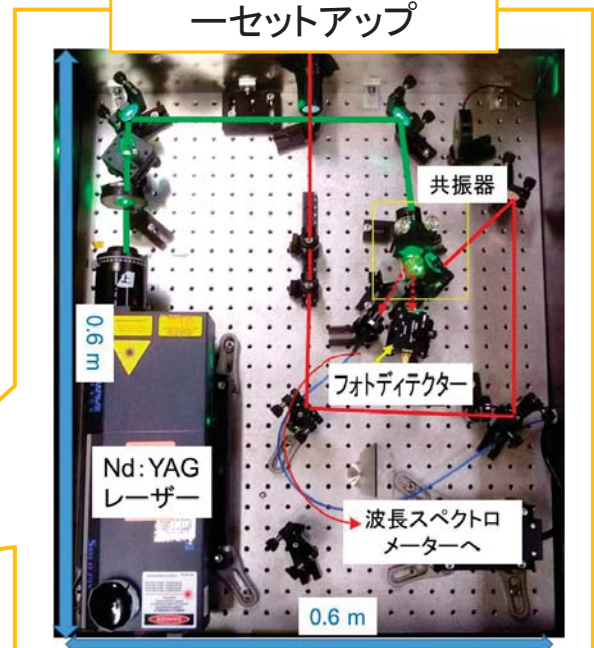 ーセットアップ
共振器
上
0.6 m
フォトディテクター
Nd:YAG
レーザー
波長スペクトロ
メーターへ
0.6 m
DANGER